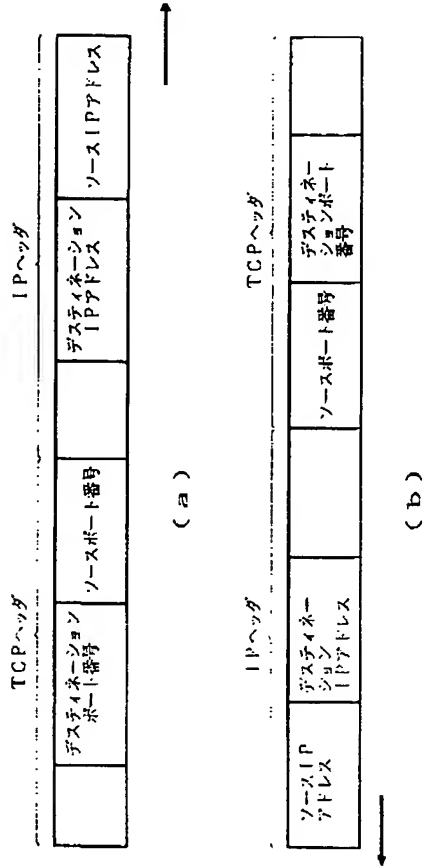 TCPヘッダ
IPヘッダ
デスティネーション
ポート番号
ソースポート番号
デスティネーション
IPアドレス
ソースIPアドレス
(a)
IPヘッダ
TCPヘッダ
ソースIP
アドレス
デスティネー
ション
IPアドレス
ソースポート番号
デスティネー
ションポート
番号
(b)